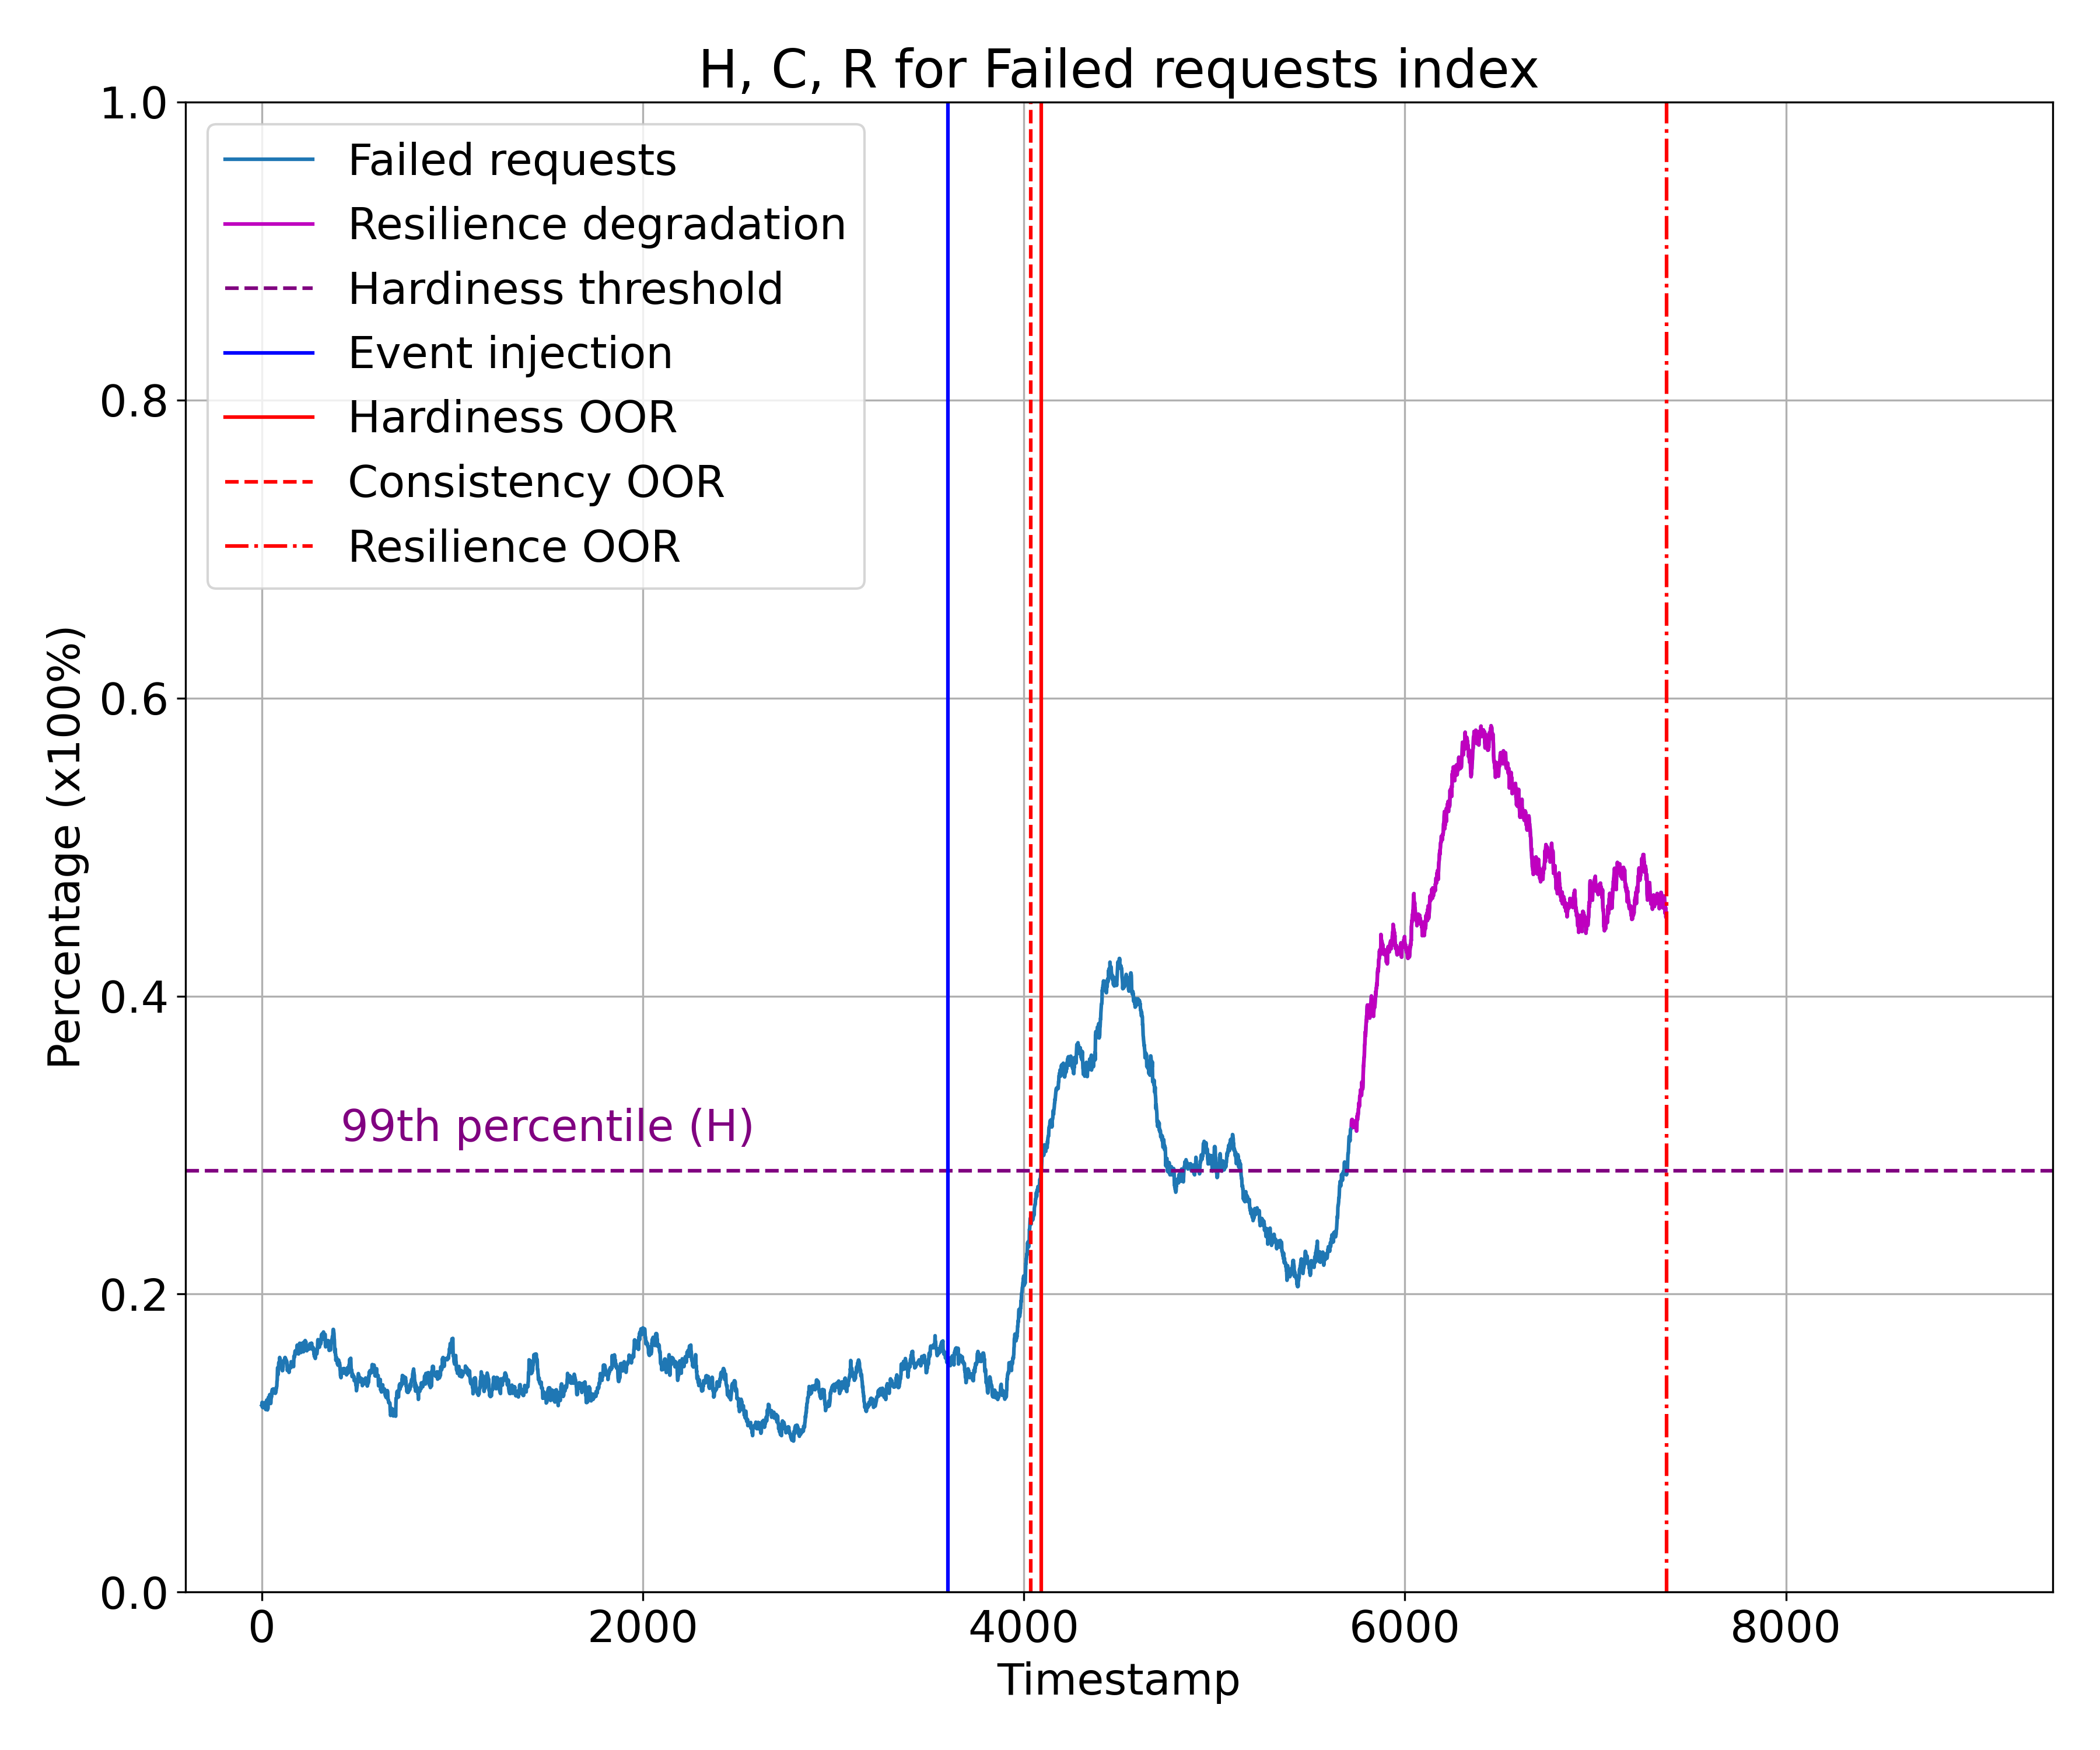 H, C, R for Failed requests index
1.0
0.8
0.6
0.4
0.2
0.0
Percentage (x100%)
Failed requests
Resilience degradation
Hardiness threshold
Event injection
Hardiness OOR
Consistency OOR
Resilience OOR
99th percentile (H)
0 2000 4000 6000 8000
Timestamp